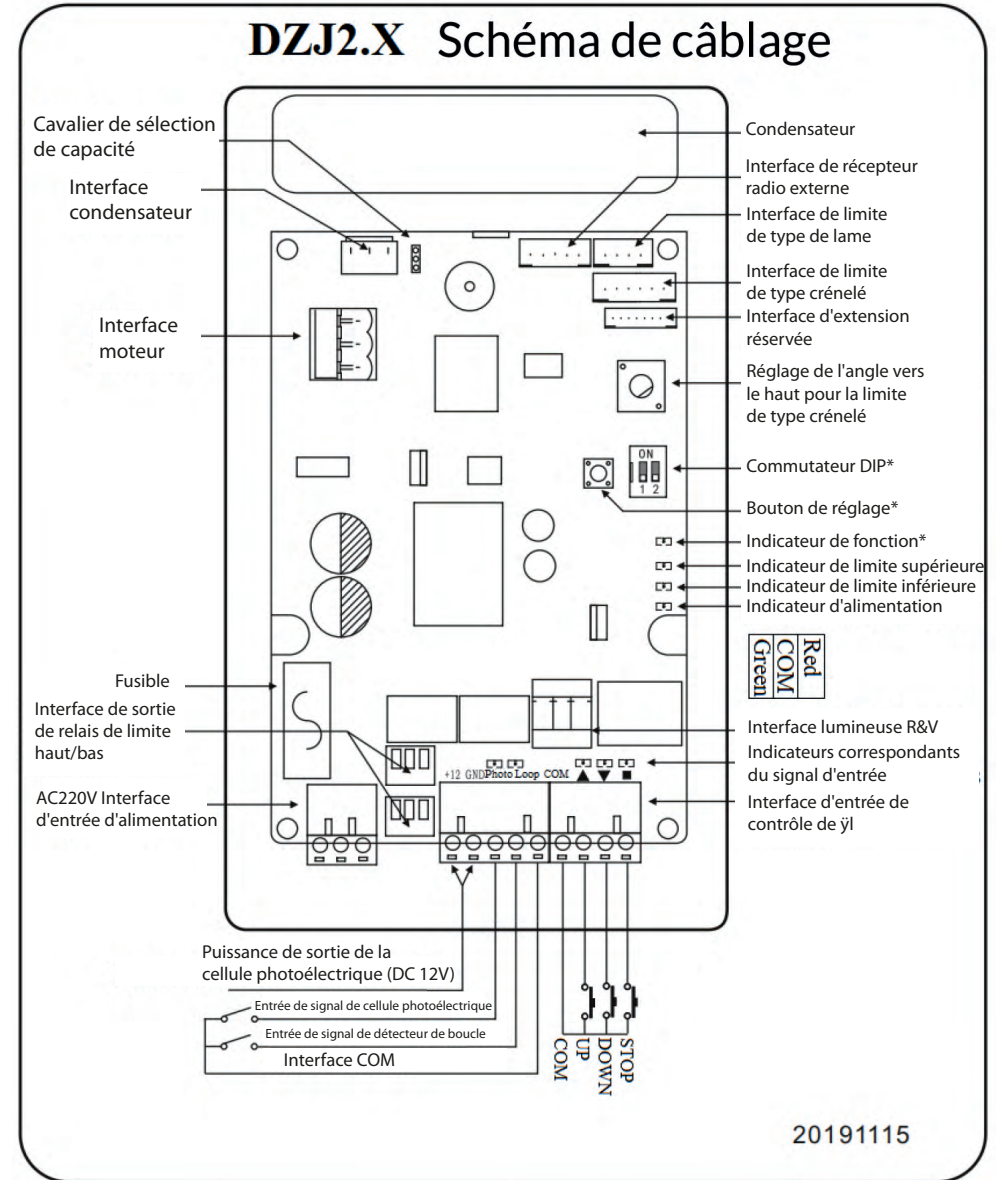 DZJ2.X Schéma de câblage
Cavalier de sélection
de capacité
Interface
condensateur
Interface
moteur
Fusible
Interface de sortie
de relais de limite
haut/bas
AC220V Interface
d'entrée d'alimentation
Condensateur
Interface de récepteur
radio externe
Interface de limite
de type de lame
Interface de limite
de type crénelé
Interface d'extension
réservée
Réglage de l'angle vers
le haut pour la limite
de type crénelé
ON
1 2
Commutateur DIP*
Bouton de réglage*
Indicateur de fonction*
Indicateur de limite supérieure
Indicateur de limite inférieure
Indicateur d'alimentation
Red
COM
Green
Interface lumineuse R&V
Indicateurs correspondants
du signal d'entrée
Interface d'entrée de
contrôle de ÿl
+12 GND Photo Loop COM ▲ ▼ ■
Puissance de sortie de la
cellule photoélectrique (DC 12V)
Entrée de signal de cellule photoélectrique
Entrée de signal de détecteur de boucle
Interface COM
COM
UP
DOWN
STOP
20191115